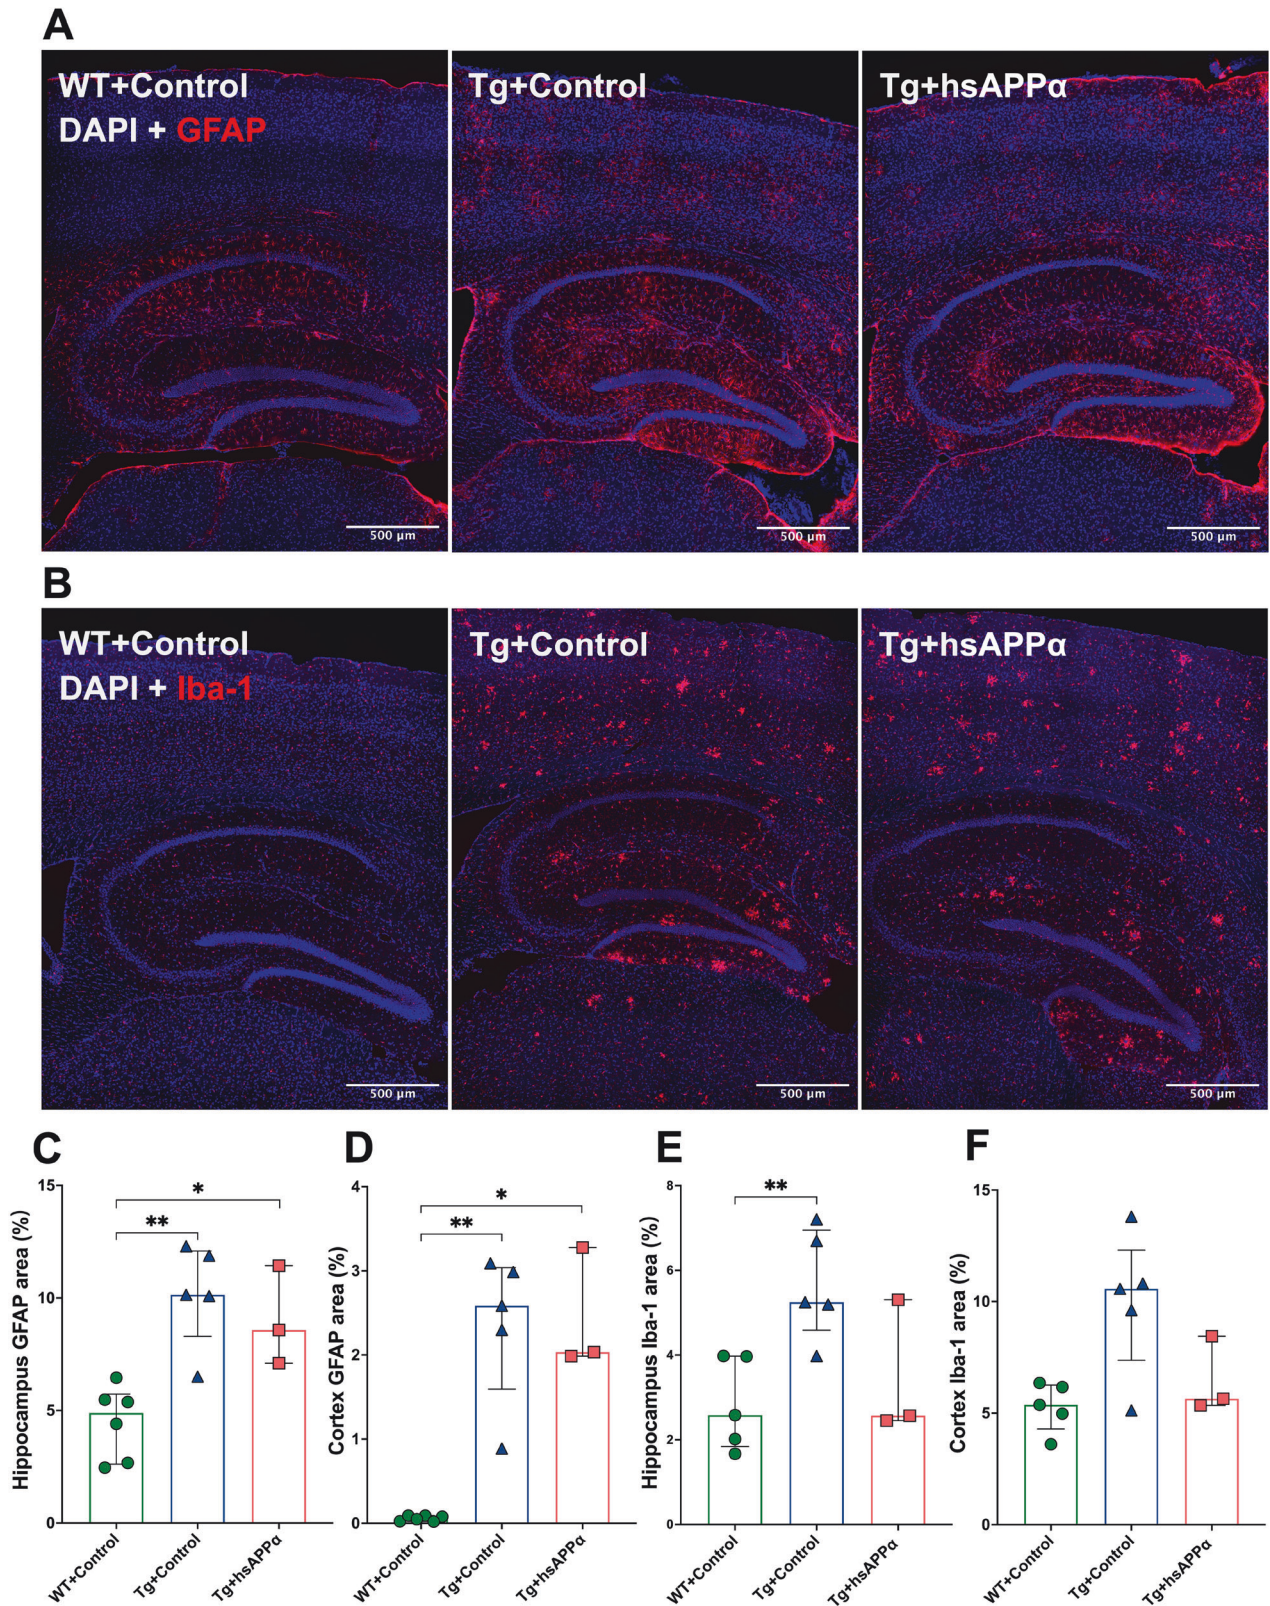 A
WT+Control
DAPI + GFAP
Tg+Control
Tg+hsAPPα
500 µm
500 µm
500 µm
B
WT+Control
DAPI + Iba-1
Tg+Control
Tg+hsAPPα
500 µm
500 µm
500 µm
C
Hippocampus GFAP area (%)
15
10
5
0
*
**
WT+Control
Tg+Control
Tg+hsAPPα
D
Cortex GFAP area (%)
4
3
2
1
0
*
**
WT+Control
Tg+Control
Tg+hsAPPα
E
Hippocampus Iba-1 area (%)
8
6
4
2
0
**
WT+Control
Tg+Control
Tg+hsAPPα
F
Cortex Iba-1 area (%)
15
10
5
0
WT+Control
Tg+Control
Tg+hsAPPα